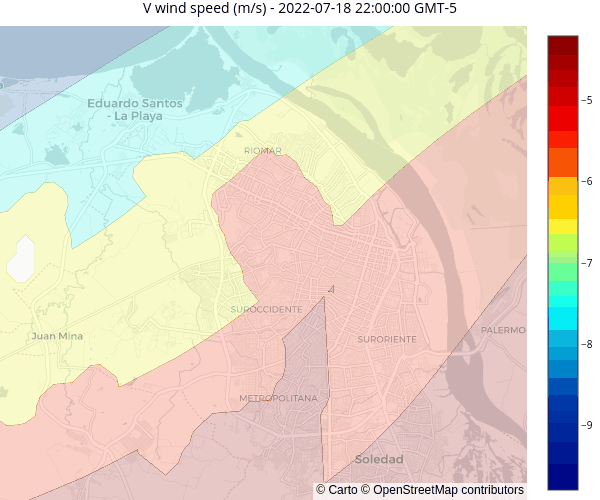 V wind speed (m/s) - 2022-07-18 22:00:00 GMT-5
Eduardo Santos
- La Playa
RIOMAR
SUROCCIDENTE
Juan Mina
SURORIENTE
PALERMO
METROPOLITANA
Soledad
© Carto © OpenStreetMap contributors
−5
−6
−7
−8
−9